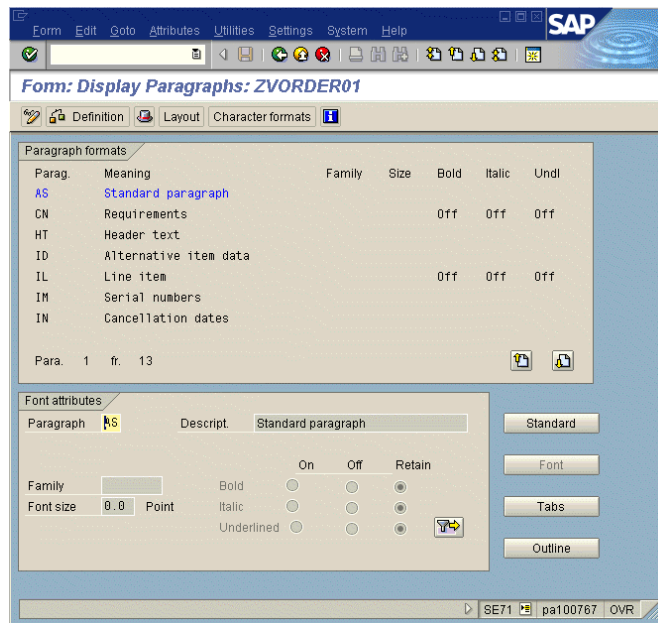 Form Edit Goto Attributes Utilities Settings System Help
SAP
Form: Display Paragraphs: ZVORDER01
Definition Layout Character formats
Paragraph formats
Parag. Meaning Family Size Bold Italic Undl
AS Standard paragraph
CN Requirements Off Off Off
HT Header text
ID Alternative item data
IL Line item Off Off Off
IM Serial numbers
IN Cancellation dates
Para. 1 fr. 13
Font attributes
Paragraph AS Descript. Standard paragraph Standard
On Off Retain Font
Family Bold
Font size 0.0 Point Italic Tabs
Underlined
Outline
SE71 pa100767 OVR